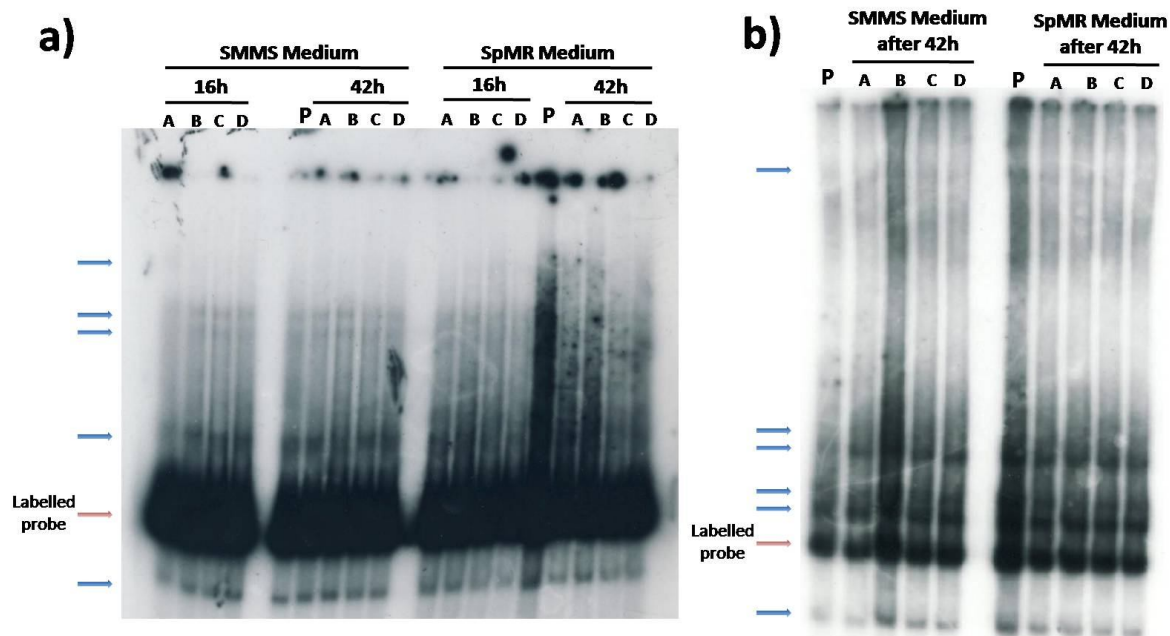 a)
SMMS Medium SpMR Medium
16h 42h 16h 42h
A B C D P A B C D A B C D P A B C D
Labelled
probe
b)
SMMS Medium SpMR Medium
after 42h after 42h
P A B C D P A B C D
Labelled
probe